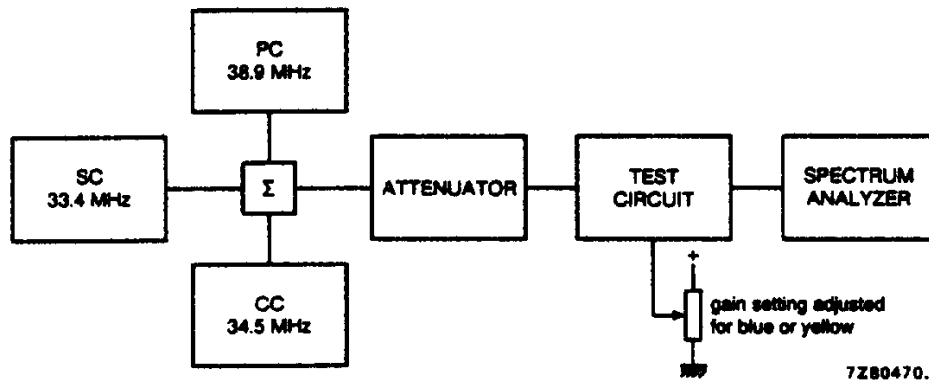 PC
38.9 MHz
SC
33.4 MHz
Σ
ATTENUATOR
TEST
CIRCUIT
SPECTRUM
ANALYZER
CC
34.5 MHz
+
gain setting adjusted
for blue or yellow
7Z80470.